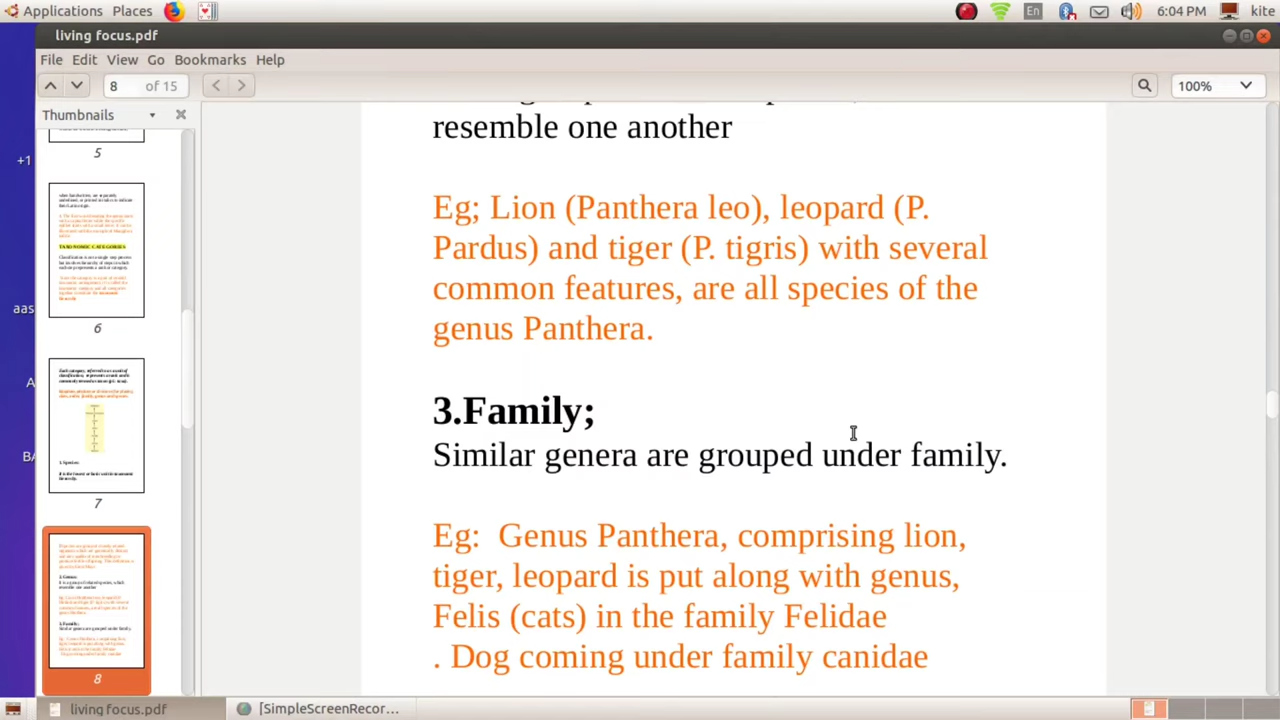 Applications Places En 6:04 PM kite
living focus.pdf
File Edit View Go Bookmarks Help
8 of 15 100%
Thumbnails
5
+1
6
aas
A
BA
7
8
resemble one another
Eg; Lion (Panthera leo), leopard (P.
Pardus) and tiger (P. tigris) with several
common features, are all species of the
genus Panthera.
3.Family;
Similar genera are grouped under family.
Eg:  Genus Panthera, comprising lion,
tiger, leopard is put along with genus,
Felis (cats) in the family Felidae
. Dog coming under family canidae
living focus.pdf [SimpleScreenRecor...